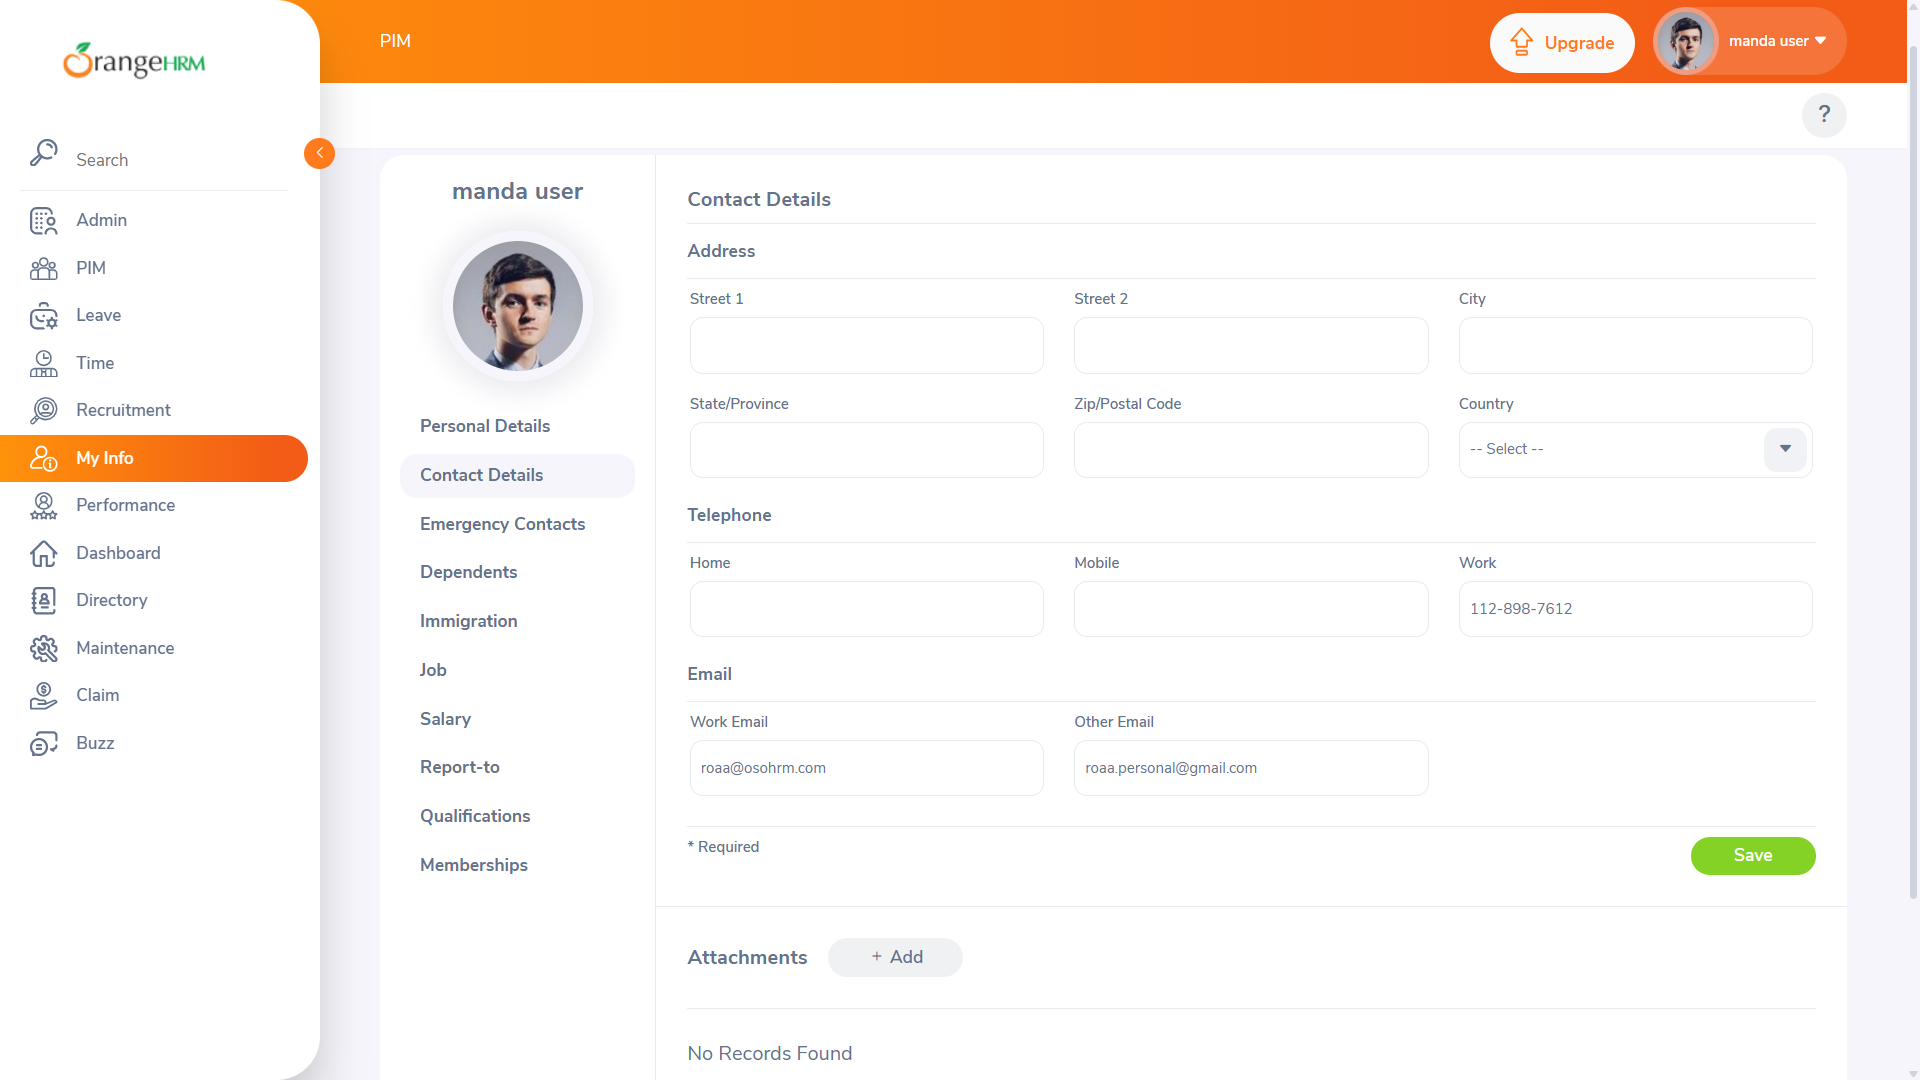 OrangeHRM
PIM
Upgrade
manda user
?
Search
Admin
PIM
Leave
Time
Recruitment
My Info
Performance
Dashboard
Directory
Maintenance
Claim
Buzz
manda user
Personal Details
Contact Details
Emergency Contacts
Dependents
Immigration
Job
Salary
Report-to
Qualifications
Memberships
Contact Details
Address
Street 1
Street 2
City
State/Province
Zip/Postal Code
Country
-- Select --
Telephone
Home
Mobile
Work
112-898-7612
Email
Work Email
Other Email
roaa@osohrm.com
roaa.personal@gmail.com
* Required
Save
Attachments
+ Add
No Records Found